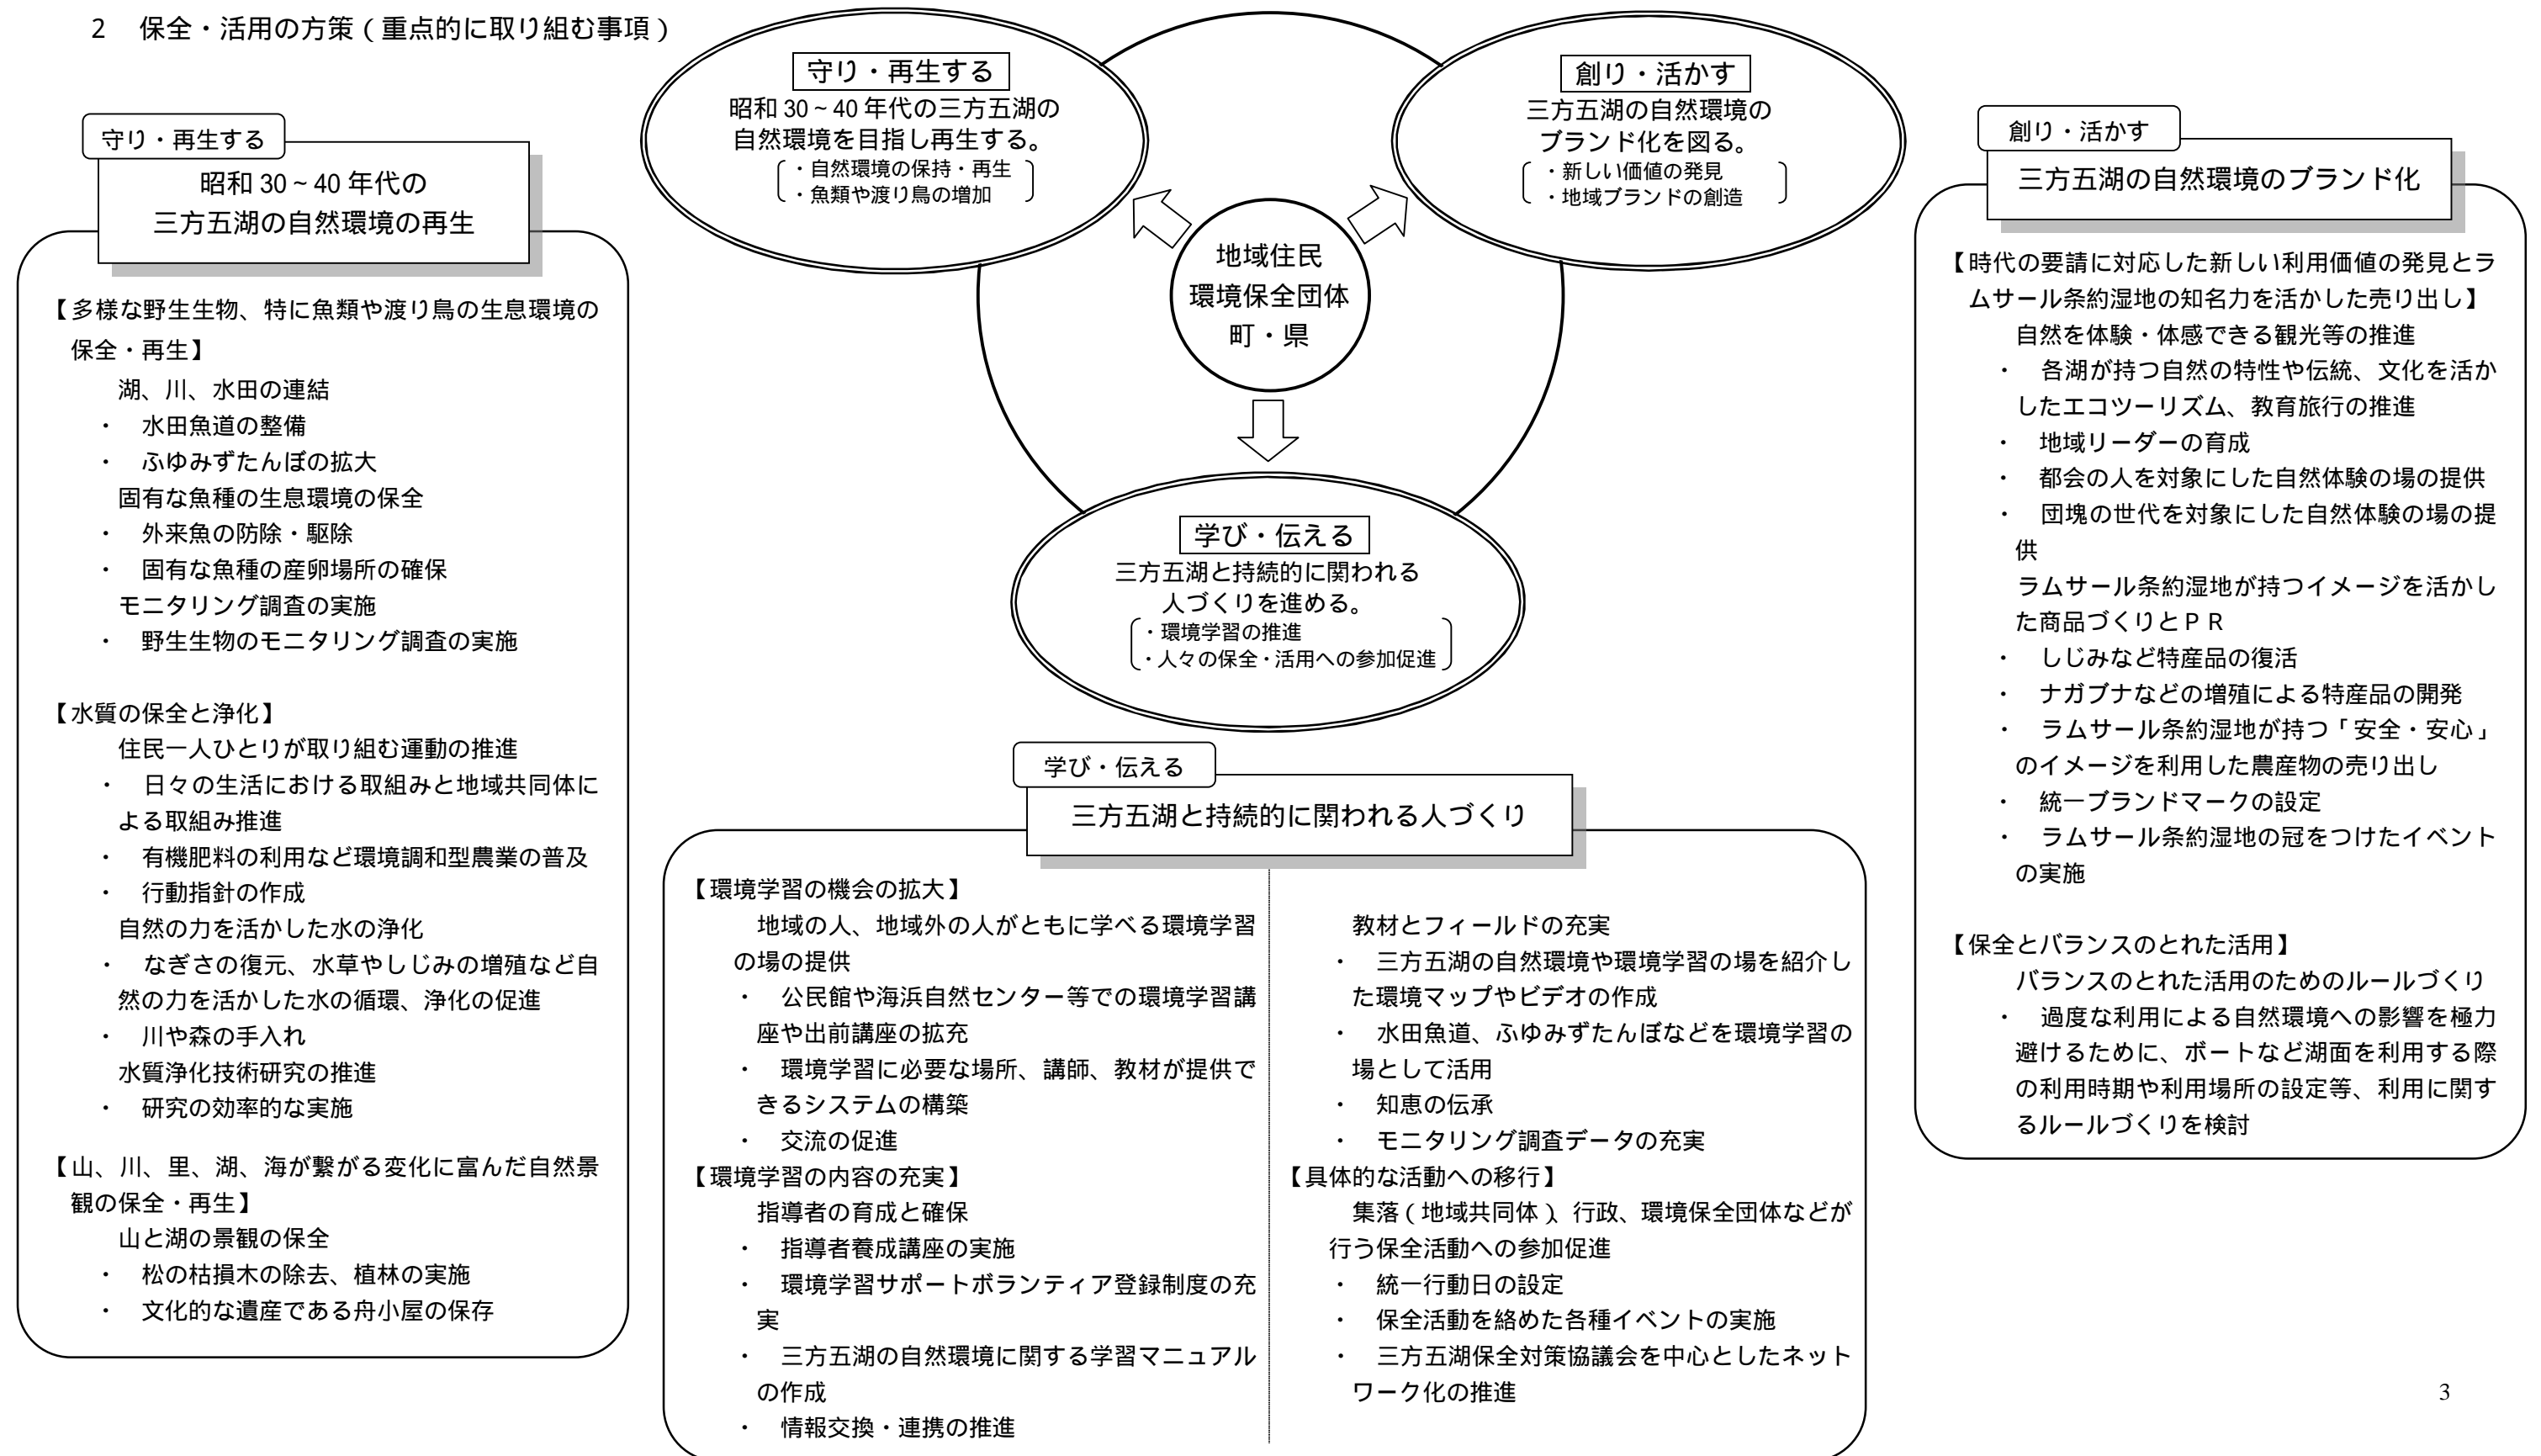 2　保全・活用の方策（重点的に取り組む事項）
守り・再生する
昭和 30～40 年代の三方五湖の
自然環境を目指し再生する。
・自然環境の保持・再生
・魚類や渡り鳥の増加
創り・活かす
三方五湖の自然環境の
ブランド化を図る。
・新しい価値の発見
・地域ブランドの創造
地域住民
環境保全団体
町・県
学び・伝える
三方五湖と持続的に関われる
人づくりを進める。
・環境学習の推進
・人々の保全・活用への参加促進
守り・再生する
昭和 30～40 年代の
三方五湖の自然環境の再生
【多様な野生生物、特に魚類や渡り鳥の生息環境の
保全・再生】
湖、川、水田の連結
・　水田魚道の整備
・　ふゆみずたんぼの拡大
固有な魚種の生息環境の保全
・　外来魚の防除・駆除
・　固有な魚種の産卵場所の確保
モニタリング調査の実施
・　野生生物のモニタリング調査の実施
【水質の保全と浄化】
住民一人ひとりが取り組む運動の推進
・　日々の生活における取組みと地域共同体に
よる取組み推進
・　有機肥料の利用など環境調和型農業の普及
・　行動指針の作成
自然の力を活かした水の浄化
・　なぎさの復元、水草やしじみの増殖など自
然の力を活かした水の循環、浄化の促進
・　川や森の手入れ
水質浄化技術研究の推進
・　研究の効率的な実施
【山、川、里、湖、海が繋がる変化に富んだ自然景
観の保全・再生】
山と湖の景観の保全
・　松の枯損木の除去、植林の実施
・　文化的な遺産である舟小屋の保存
学び・伝える
三方五湖と持続的に関われる人づくり
【環境学習の機会の拡大】
地域の人、地域外の人がともに学べる環境学習
の場の提供
・　公民館や海浜自然センター等での環境学習講
座や出前講座の拡充
・　環境学習に必要な場所、講師、教材が提供で
きるシステムの構築
・　交流の促進
【環境学習の内容の充実】
指導者の育成と確保
・　指導者養成講座の実施
・　環境学習サポートボランティア登録制度の充
実
・　三方五湖の自然環境に関する学習マニュアル
の作成
・　情報交換・連携の推進
教材とフィールドの充実
・　三方五湖の自然環境や環境学習の場を紹介し
た環境マップやビデオの作成
・　水田魚道、ふゆみずたんぼなどを環境学習の
場として活用
・　知恵の伝承
・　モニタリング調査データの充実
【具体的な活動への移行】
集落（地域共同体）、行政、環境保全団体などが
行う保全活動への参加促進
・　統一行動日の設定
・　保全活動を絡めた各種イベントの実施
・　三方五湖保全対策協議会を中心としたネット
ワーク化の推進
創り・活かす
三方五湖の自然環境のブランド化
【時代の要請に対応した新しい利用価値の発見とラ
ムサール条約湿地の知名力を活かした売り出し】
自然を体験・体感できる観光等の推進
・　各湖が持つ自然の特性や伝統、文化を活か
したエコツーリズム、教育旅行の推進
・　地域リーダーの育成
・　都会の人を対象にした自然体験の場の提供
・　団塊の世代を対象にした自然体験の場の提
供
ラムサール条約湿地が持つイメージを活かし
た商品づくりとＰＲ
・　しじみなど特産品の復活
・　ナガブナなどの増殖による特産品の開発
・　ラムサール条約湿地が持つ「安全・安心」
のイメージを利用した農産物の売り出し
・　統一ブランドマークの設定
・　ラムサール条約湿地の冠をつけたイベント
の実施
【保全とバランスのとれた活用】
バランスのとれた活用のためのルールづくり
・　過度な利用による自然環境への影響を極力
避けるために、ボートなど湖面を利用する際
の利用時期や利用場所の設定等、利用に関す
るルールづくりを検討
3